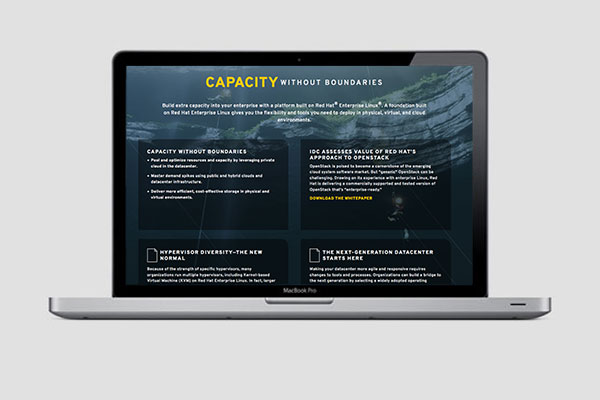 CAPACITY WITHOUT BOUNDARIES
Build extra capacity into your enterprise with a platform built on Red Hat® Enterprise Linux®. A foundation built
on Red Hat Enterprise Linux gives you the flexibility and tools you need to deploy in physical, virtual, and cloud
environments.
CAPACITY WITHOUT BOUNDARIES
• Pool and optimize resources and capacity by leveraging private
cloud in the datacenter.
• Master demand spikes using public and hybrid clouds and
datacenter infrastructure.
• Deliver more efficient, cost-effective storage in physical and
virtual environments.
IDC ASSESSES VALUE OF RED HAT'S
APPROACH TO OPENSTACK
OpenStack is poised to become a cornerstone of the emerging
cloud system software market. But "generic" OpenStack can be
challenging. Drawing on its experience with enterprise Linux, Red
Hat is delivering a commercially supported and tested version of
OpenStack that's "enterprise-ready."
DOWNLOAD THE WHITEPAPER
HYPERVISOR DIVERSITY—THE NEW
NORMAL
Because of the strength of specific hypervisors, many
organizations run multiple hypervisors, including Kernel-based
Virtual Machine (KVM) on Red Hat Enterprise Linux. In fact, larger
THE NEXT-GENERATION DATACENTER
STARTS HERE
Making your datacenter more agile and responsive requires
changes to tools and processes. Organizations can build a bridge to
the next generation by selecting a widely adopted operating
MacBook Pro